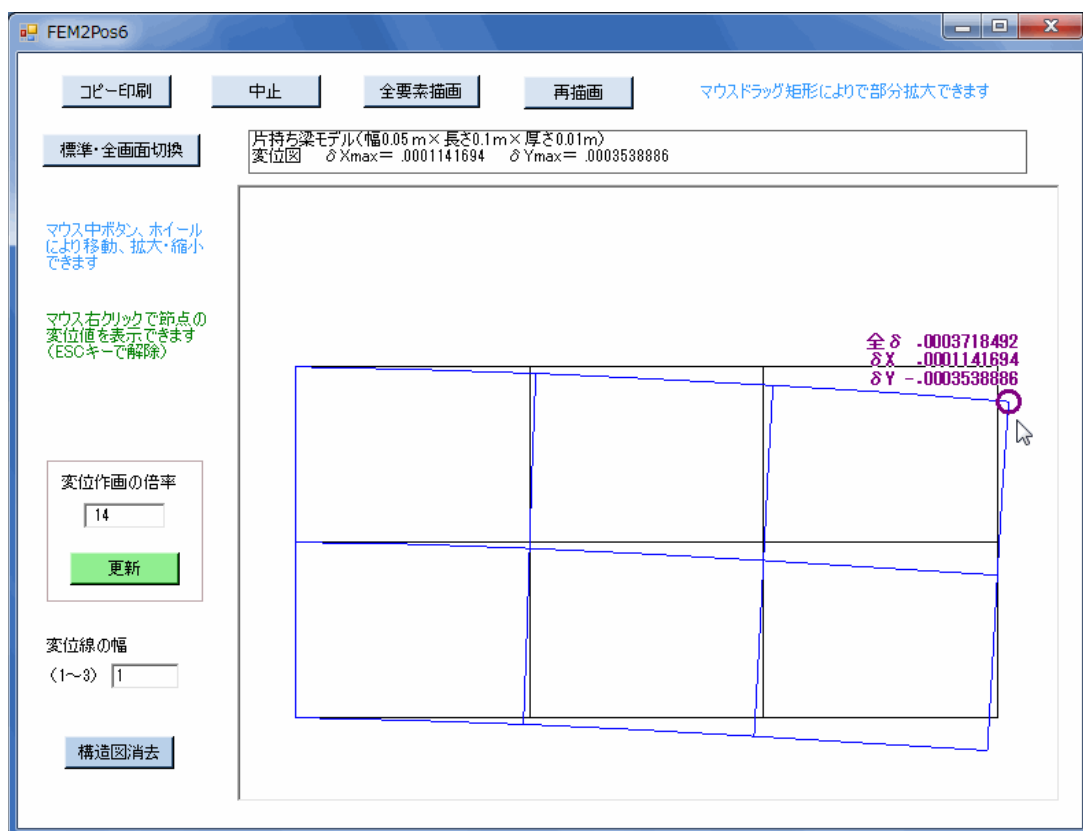 FEM2Pos6
コピー印刷 中止 全要素描画 再描画 マウスドラッグ矩形によりで部分拡大できます
標準・全画面切換
片持ち梁モデル(幅0.05ｍ×長さ0.1ｍ×厚さ0.01ｍ)
変位図 δXmax＝ .0001141694 δYmax＝ .0003538886
マウス中ボタン、ホイール
により移動、拡大・縮小
できます
マウス右クリックで節点の
変位値を表示できます
(ESCキーで解除)
全δ .0003718492
δX .0001141694
δY -.0003538886
変位作画の倍率
14
更新
変位線の幅
(1～3) 1
構造図消去